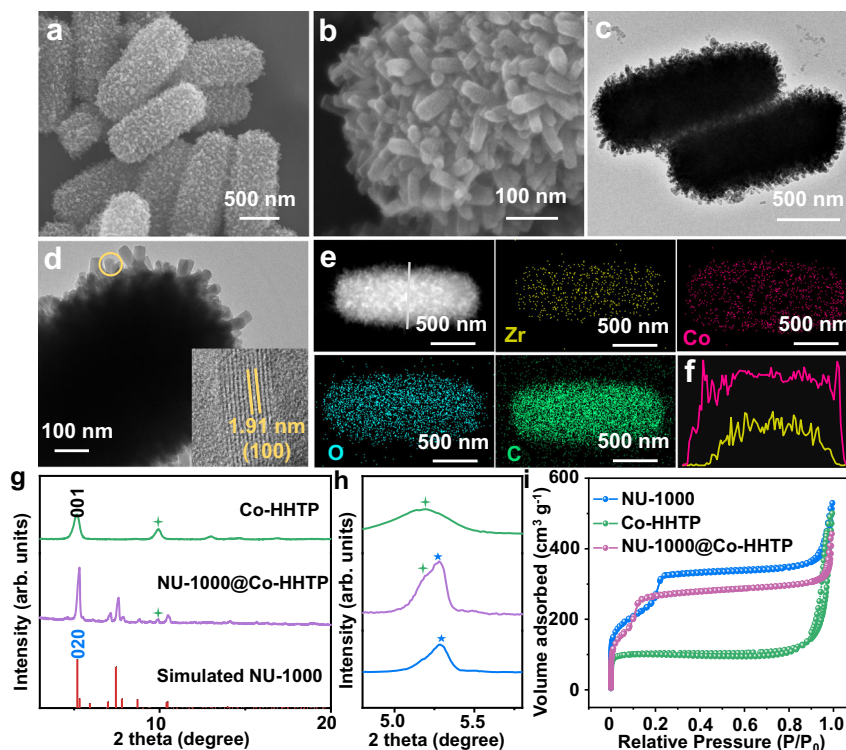 a
500 nm
b
100 nm
c
500 nm
d
100 nm
1.91 nm
(100)
e
500 nm
Zr
500 nm
Co
500 nm
O
500 nm
C
500 nm
f
g
001
Co-HHTP
NU-1000@Co-HHTP
020
Simulated NU-1000
Intensity (arb. units)
10
20
2 theta (degree)
h
Intensity (arb. units)
5.0
5.5
2 theta (degree)
i
NU-1000
Co-HHTP
NU-1000@Co-HHTP
Volume adsorbed (cm³ g⁻¹)
600
500
400
300
200
100
0
0.0 0.2 0.4 0.6 0.8 1.0
Relative Pressure (P/P₀)